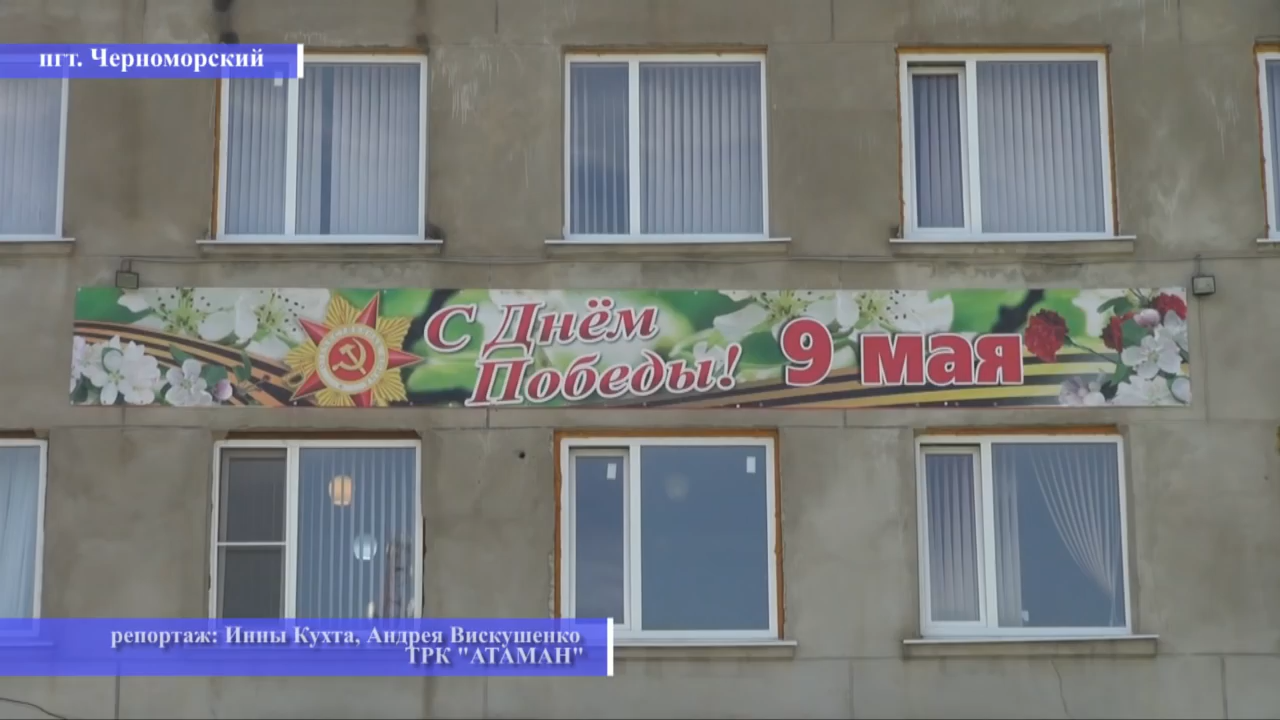 пгт. Черноморский
С Днём
Победы!
9 мая
репортаж: Инны Кухта, Андрея Вискушенко
ТРК "АТАМАН"